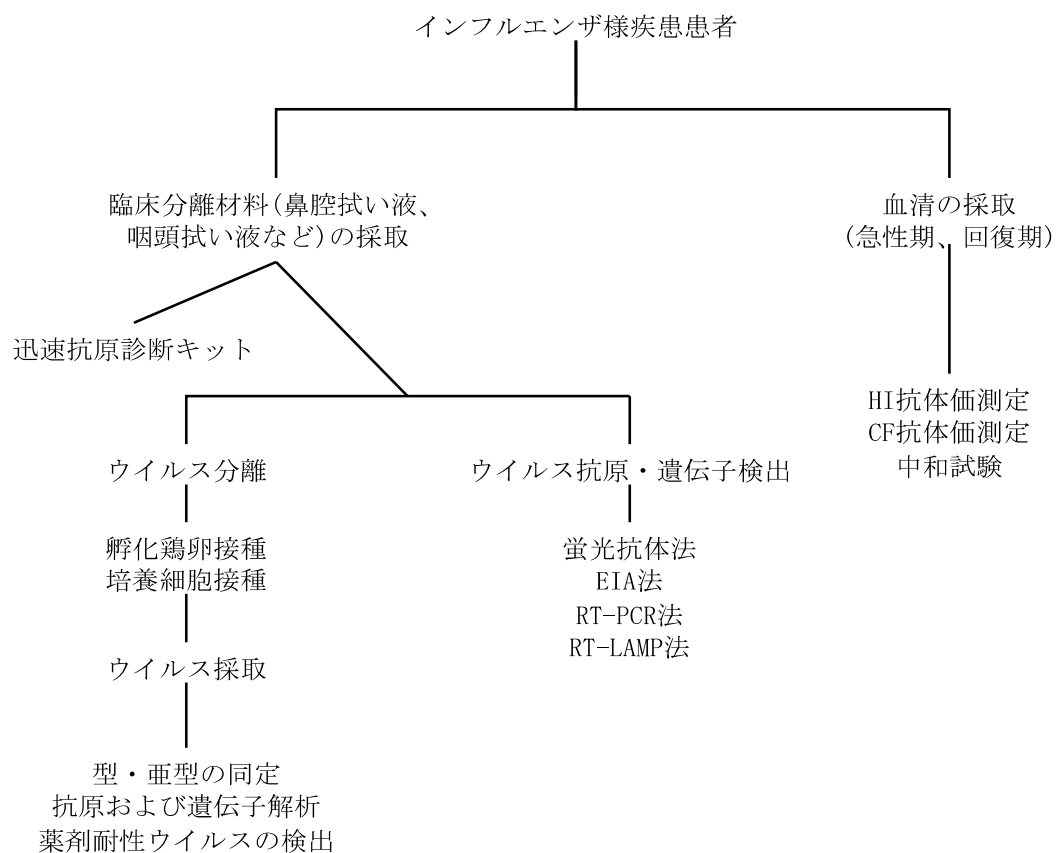 インフルエンザ様疾患患者
臨床分離材料(鼻腔拭い液、
咽頭拭い液など)の採取
血清の採取
(急性期、回復期)
迅速抗原診断キット
HI抗体価測定
CF抗体価測定
中和試験
ウイルス分離
ウイルス抗原・遺伝子検出
孵化鶏卵接種
培養細胞接種
蛍光抗体法
EIA法
RT-PCR法
RT-LAMP法
ウイルス採取
型・亜型の同定
抗原および遺伝子解析
薬剤耐性ウイルスの検出